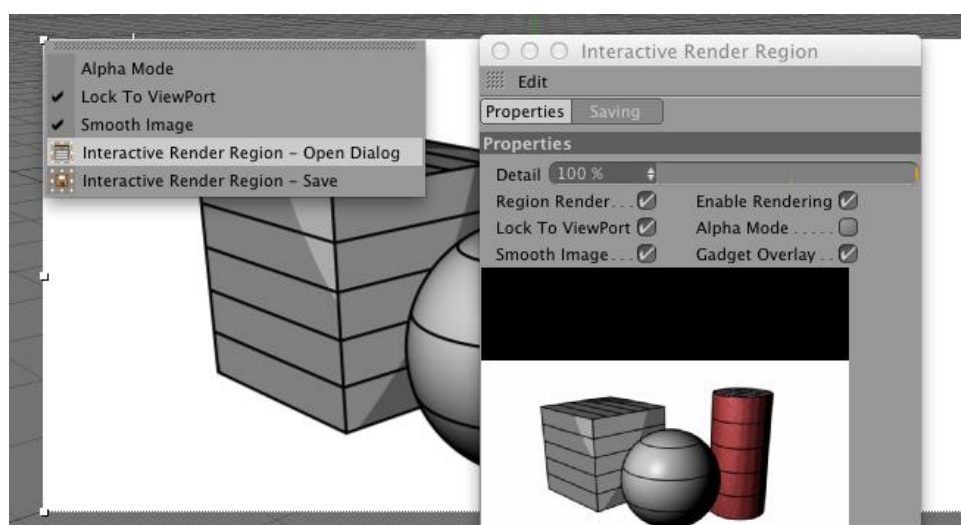 Alpha Mode
Lock To ViewPort
Smooth Image
Interactive Render Region – Open Dialog
Interactive Render Region – Save
Interactive Render Region
Edit
Properties Saving
Properties
Detail 100 %
Region Render . . . Enable Rendering
Lock To ViewPort Alpha Mode . . . . .
Smooth Image . . . Gadget Overlay . .